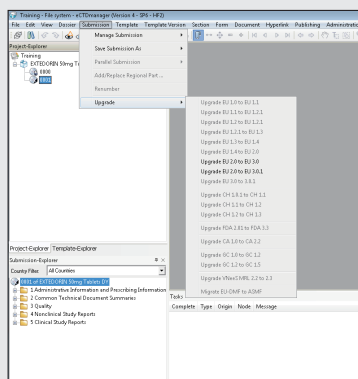 Training - File system - eCTDmanager (Version 4 - SP6 - HF2)
File Edit View Dossier Submission Template Template Version Section Form Document Hyperlink Publishing Administrati
Project-Explorer
Training
EXTEDORIN 50mg T
0000
0001
Manage Submission
Save Submission As
Parallel Submission
Add/Replace Regional Part ...
Renumber
Upgrade
Upgrade EU 1.0 to EU 1.1
Upgrade EU 1.1 to EU 1.2.1
Upgrade EU 1.2 to EU 1.2.1
Upgrade EU 1.2.1 to EU 1.3
Upgrade EU 1.3 to EU 1.4
Upgrade EU 1.4 to EU 2.0
Upgrade EU 2.0 to EU 3.0
Upgrade EU 2.0 to EU 3.0.1
Upgrade EU 3.0 to 3.0.1
Upgrade CH 1.0.1 to CH 1.1
Upgrade CH 1.1 to CH 1.2
Upgrade CH 1.2 to CH 1.3
Upgrade FDA 2.01 to FDA 3.3
Upgrade CA 1.0 to CA 2.2
Upgrade GC 1.0 to GC 1.2
Upgrade GC 1.2 to GC 1.5
Upgrade VNeeS MRL 2.2 to 2.3
Migrate EU-DMF to ASMF
Project-Explorer Template-Explorer
Submission-Explorer
Country Filter: All Countries
0001 of EXTEDORIN 50mg Tablets DE
1 Administrative Information and Prescribing Information
2 Common Technical Document Summaries
3 Quality
4 Nonclinical Study Reports
5 Clinical Study Reports
Tasks
Complete Type Origin Node Message